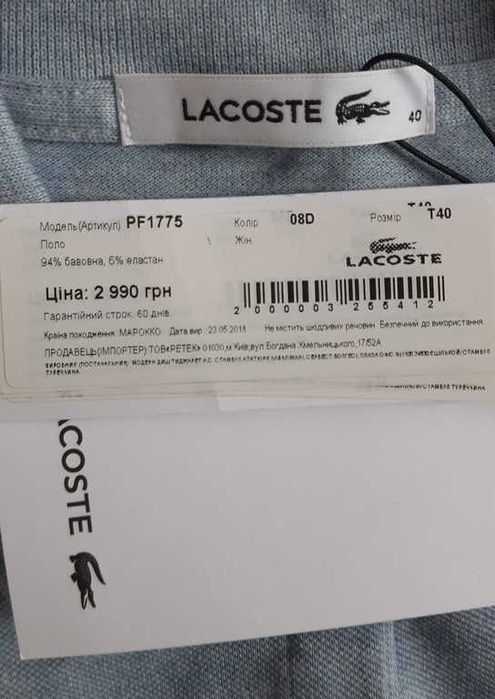 LACOSTE
40
Модель(Артикул) PF1775 Колір 08D Розмір T40
Поло Жін
94% бавовна, 6% еластан
LACOSTE
Ціна: 2 990 грн
Гарантійний строк: 60 днів
2 000003 255412
Країна походження: МАРОККО Дата вир 23.05.2018 Не містить шкідливих речовин Безпечний до використання
ПРОДАВЕЦЬ(ІМПОРТЕР):ТОВ«РЕТЕК» 01030,м Київ,вул Богдана Хмельницького,17/52А
ТУРЕЧЧИНА
LACOSTE